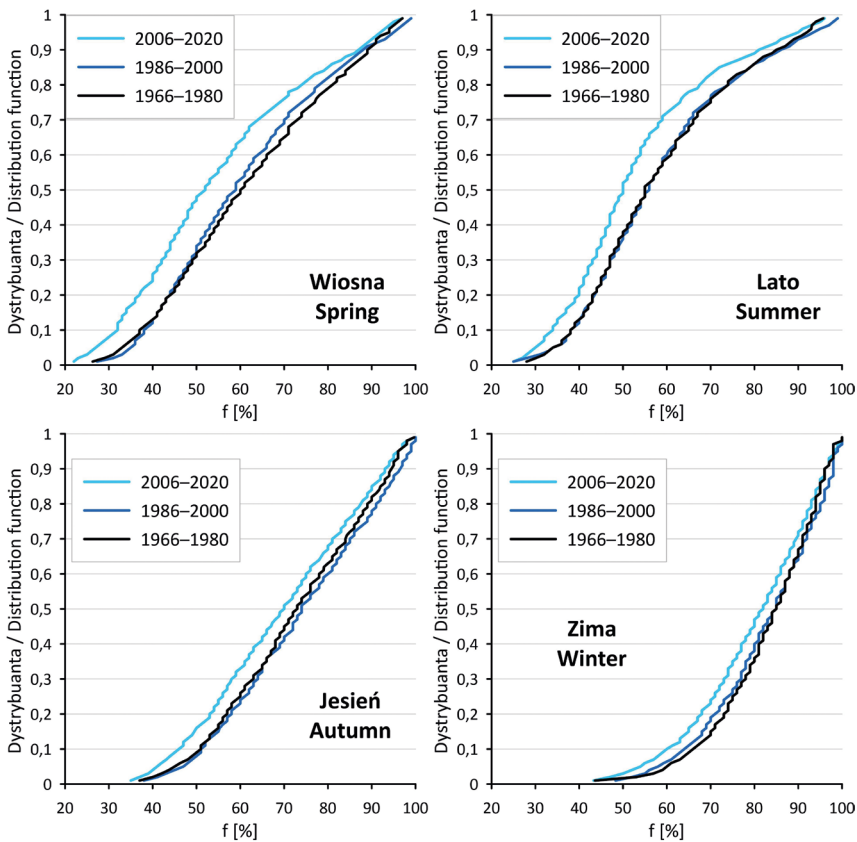 Dystrybuanta / Distribution function
1
0,9
0,8
0,7
0,6
0,5
0,4
0,3
0,2
0,1
0
2006–2020
1986–2000
1966–1980
Wiosna
Spring
20 30 40 50 60 70 80 90 100
f [%]
Dystrybuanta / Distribution function
1
0,9
0,8
0,7
0,6
0,5
0,4
0,3
0,2
0,1
0
2006–2020
1986–2000
1966–1980
Lato
Summer
20 30 40 50 60 70 80 90 100
f [%]
Dystrybuanta / Distribution function
1
0,9
0,8
0,7
0,6
0,5
0,4
0,3
0,2
0,1
0
2006–2020
1986–2000
1966–1980
Jesień
Autumn
20 30 40 50 60 70 80 90 100
f [%]
Dystrybuanta / Distribution function
1
0,9
0,8
0,7
0,6
0,5
0,4
0,3
0,2
0,1
0
2006–2020
1986–2000
1966–1980
Zima
Winter
20 30 40 50 60 70 80 90 100
f [%]